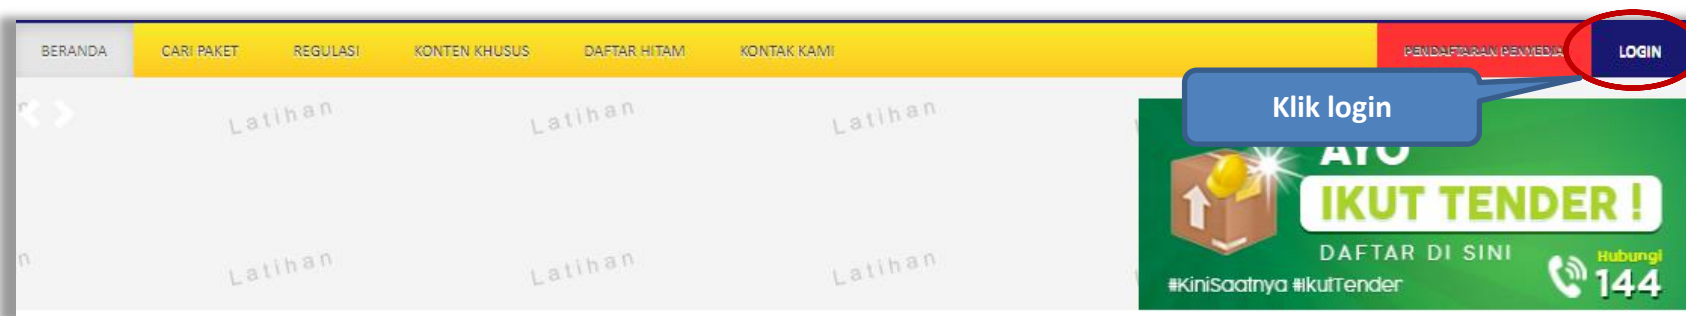 BERANDA CARI PAKET REGULASI KONTEN KHUSUS DAFTAR HITAM KONTAK KAMI PENDAFTARAN PENYEDIA LOGIN
Klik login
Latihan Latihan Latihan
AYO
IKUT TENDER !
DAFTAR DI SINI
Latihan Latihan Latihan
#KiniSaatnya #IkutTender
Hubungi
144